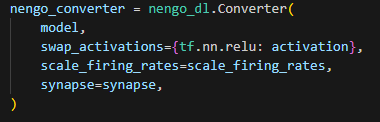 nengo_converter = nengo_dl.Converter(
    model,
    swap_activations={tf.nn.relu: activation},
    scale_firing_rates=scale_firing_rates,
    synapse=synapse,
)